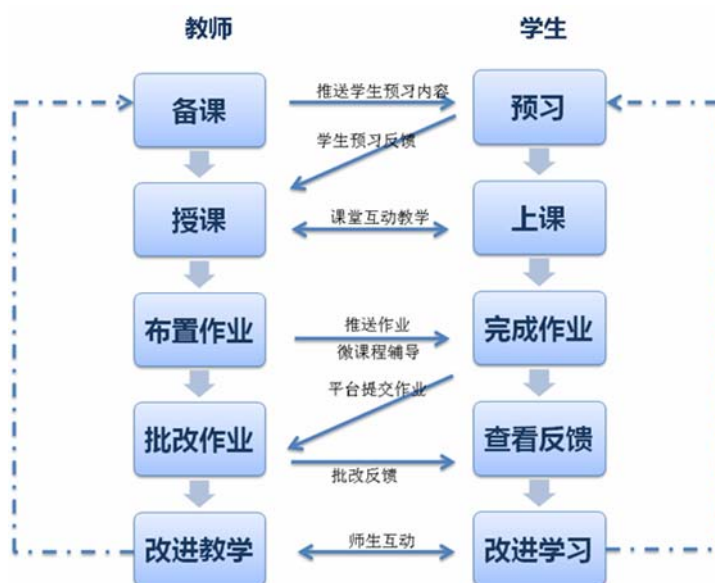 教师
学生
备课
推送学生预习内容
预习
学生预习反馈
授课
课堂互动教学
上课
布置作业
推送作业
微课程辅导
完成作业
平台提交作业
批改作业
批改反馈
查看反馈
改进教学
师生互动
改进学习